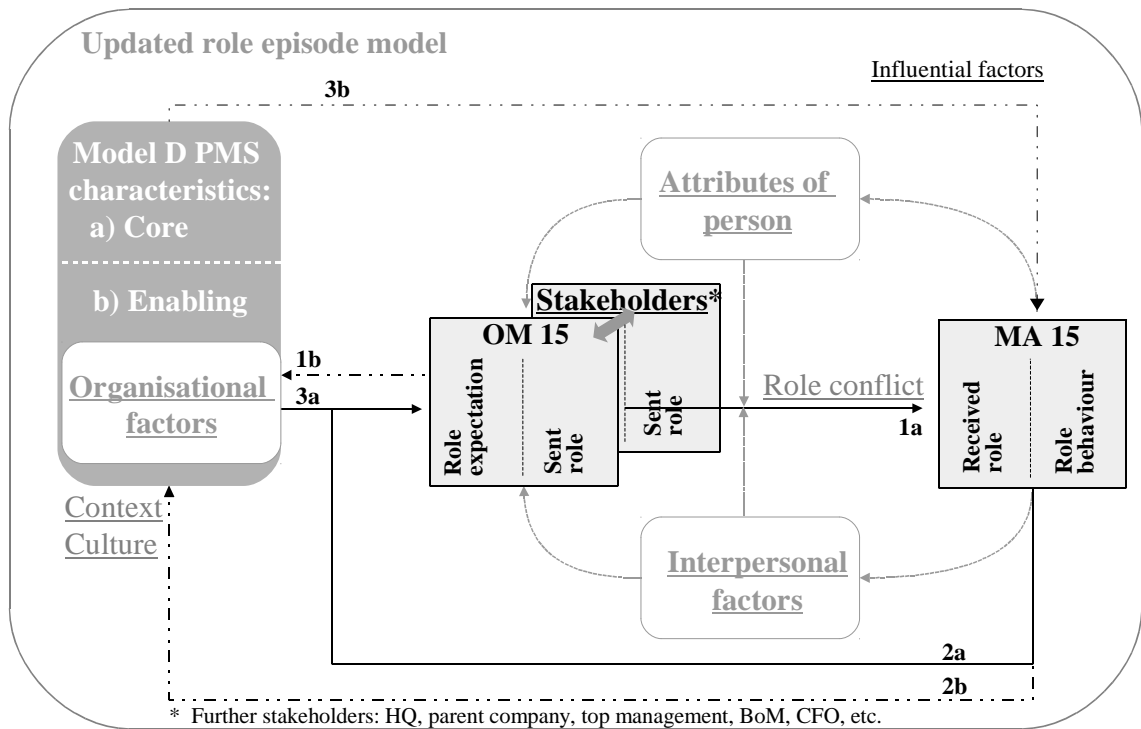 Updated role episode model
Influential factors
3b
Model D PMS
characteristics:
a) Core
b) Enabling
Organisational
factors
Context
Culture
1b
3a
Attributes of
person
Stakeholders*
OM 15
Role
expectation
Sent
role
Sent
role
Role conflict
1a
MA 15
Received
role
Role
behaviour
Interpersonal
factors
2a
2b
* Further stakeholders: HQ, parent company, top management, BoM, CFO, etc.